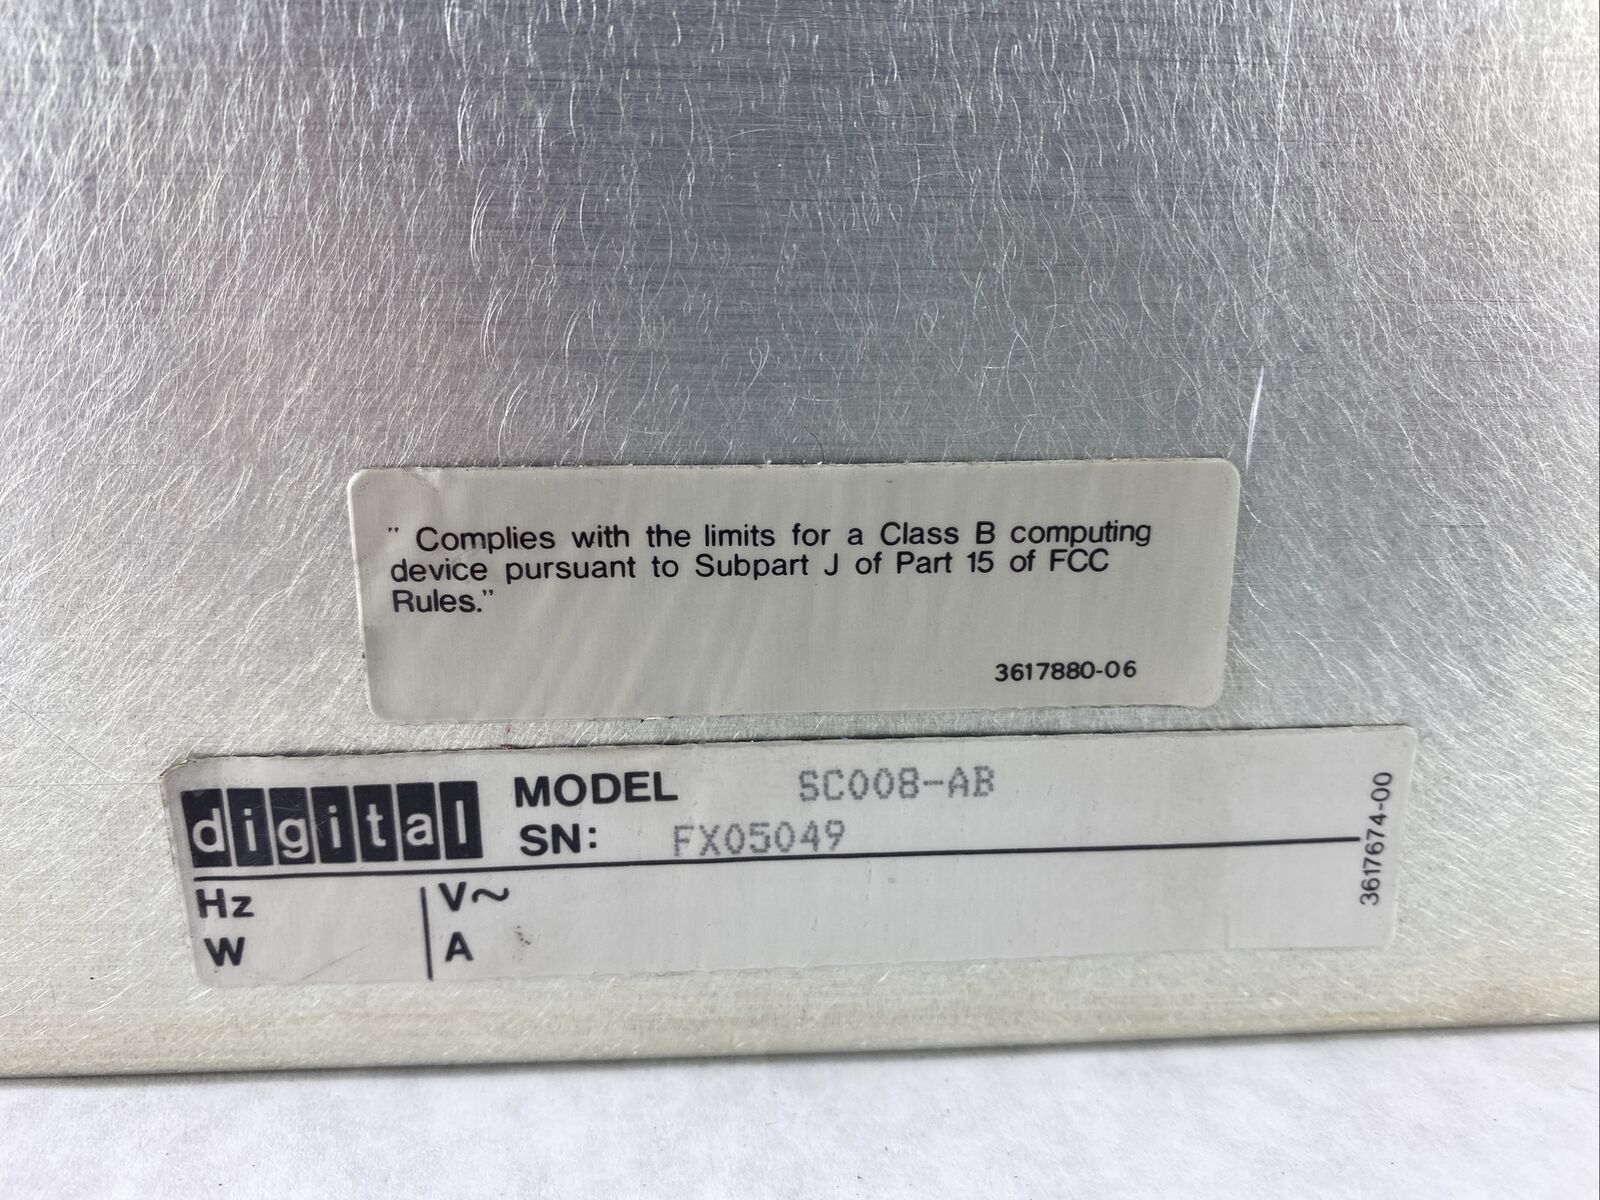 " Complies with the limits for a Class B computing
device pursuant to Subpart J of Part 15 of FCC
Rules."
3617880-06
digital MODEL SC008-AB
SN: FX05049
Hz V~
W A
3617674-00